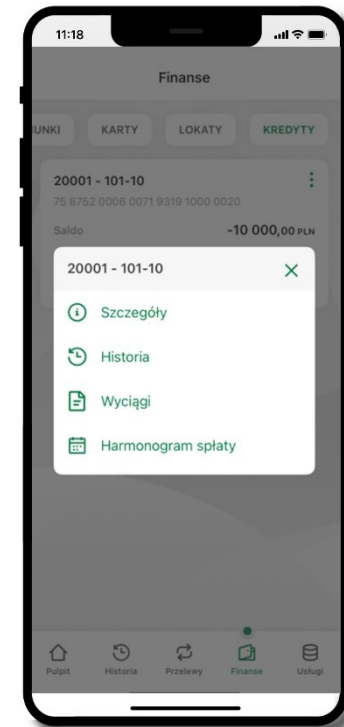 11:18
Finanse
UNKI KARTY LOKATY KREDYTY
20001 - 101-10
75 8752 0006 0071 9319 1000 0020
Saldo -10 000,00 PLN
20001 - 101-10
Szczegóły
Historia
Wyciągi
Harmonogram spłaty
Pulpit Historia Przelewy Finanse Usługi